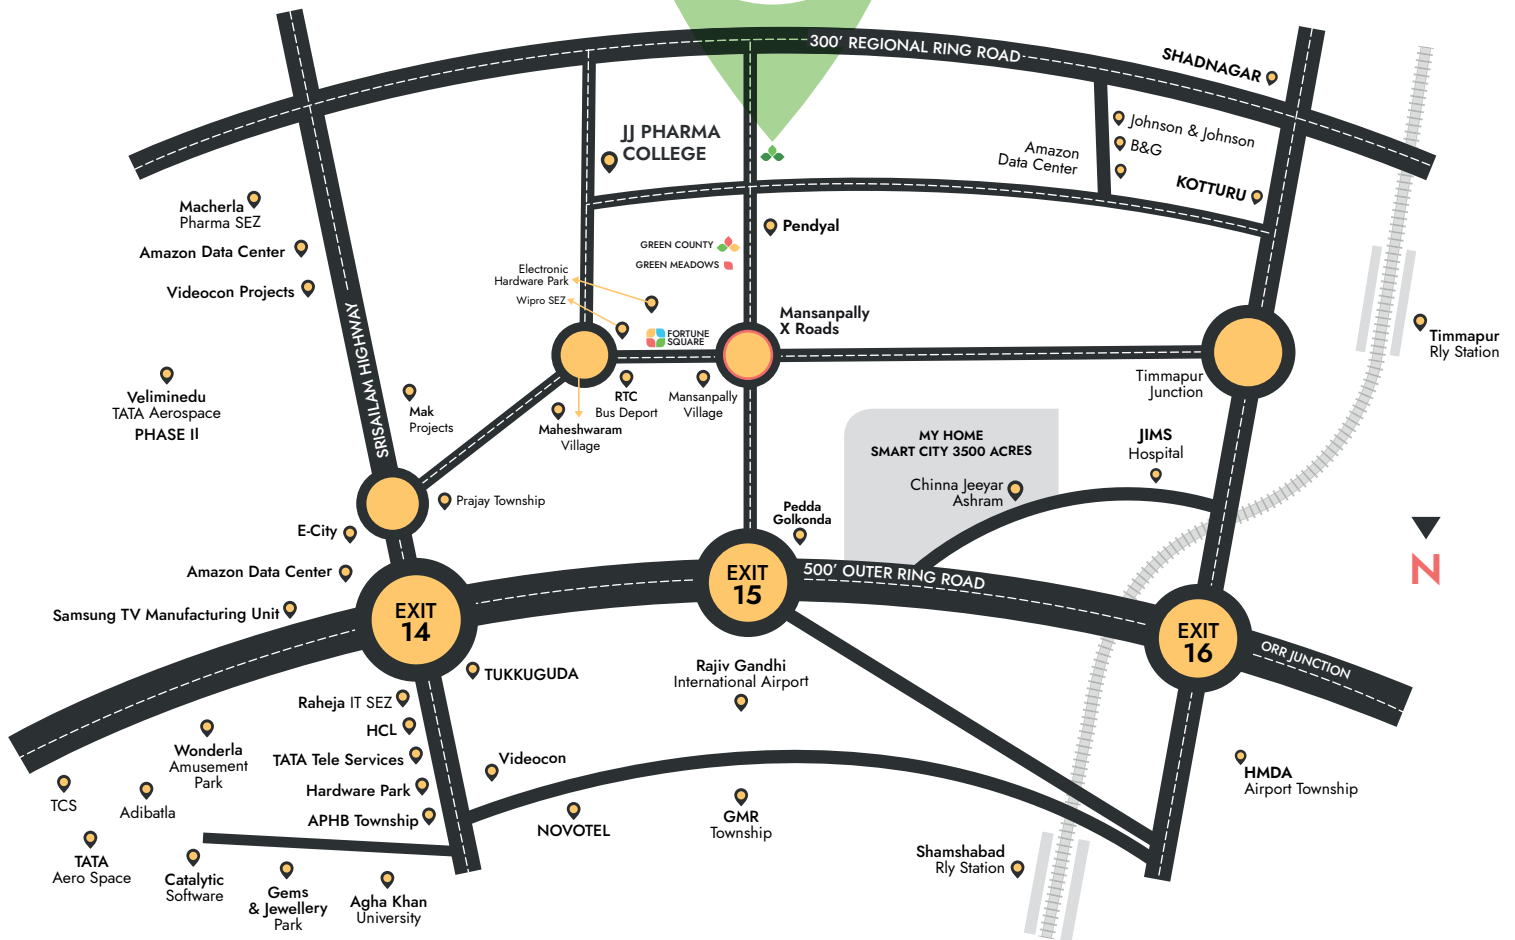 300' REGIONAL RING ROAD
SHADNAGAR
JJ PHARMA
COLLEGE
Johnson & Johnson
B&G
Amazon
Data Center
KOTTURU
Macherla
Pharma SEZ
Amazon Data Center
Videocon Projects
Pendyal
GREEN COUNTY
GREEN MEADOWS
Electronic
Hardware Park
Wipro SEZ
FORTUNE
SQUARE
Mansanpally
X Roads
SRISAILAM HIGHWAY
Timmapur
Rly Station
Veliminedu
TATA Aerospace
PHASE II
Mak
Projects
RTC
Bus Deport
Mansanpally
Village
Maheshwaram
Village
Timmapur
Junction
MY HOME
SMART CITY 3500 ACRES
JIMS
Hospital
Chinna Jeeyar
Ashram
Prajay Township
Pedda
Golkonda
E-City
Amazon Data Center
Samsung TV Manufacturing Unit
EXIT
14
EXIT
15
500' OUTER RING ROAD
EXIT
16
ORR JUNCTION
N
TUKKUGUDA
Rajiv Gandhi
International Airport
Raheja IT SEZ
HCL
TATA Tele Services
Hardware Park
APHB Township
Wonderla
Amusement
Park
Videocon
NOVOTEL
GMR
Township
HMDA
Airport Township
TCS
Adibatla
TATA
Aero Space
Catalytic
Software
Gems
& Jewellery
Park
Agha Khan
University
Shamshabad
Rly Station